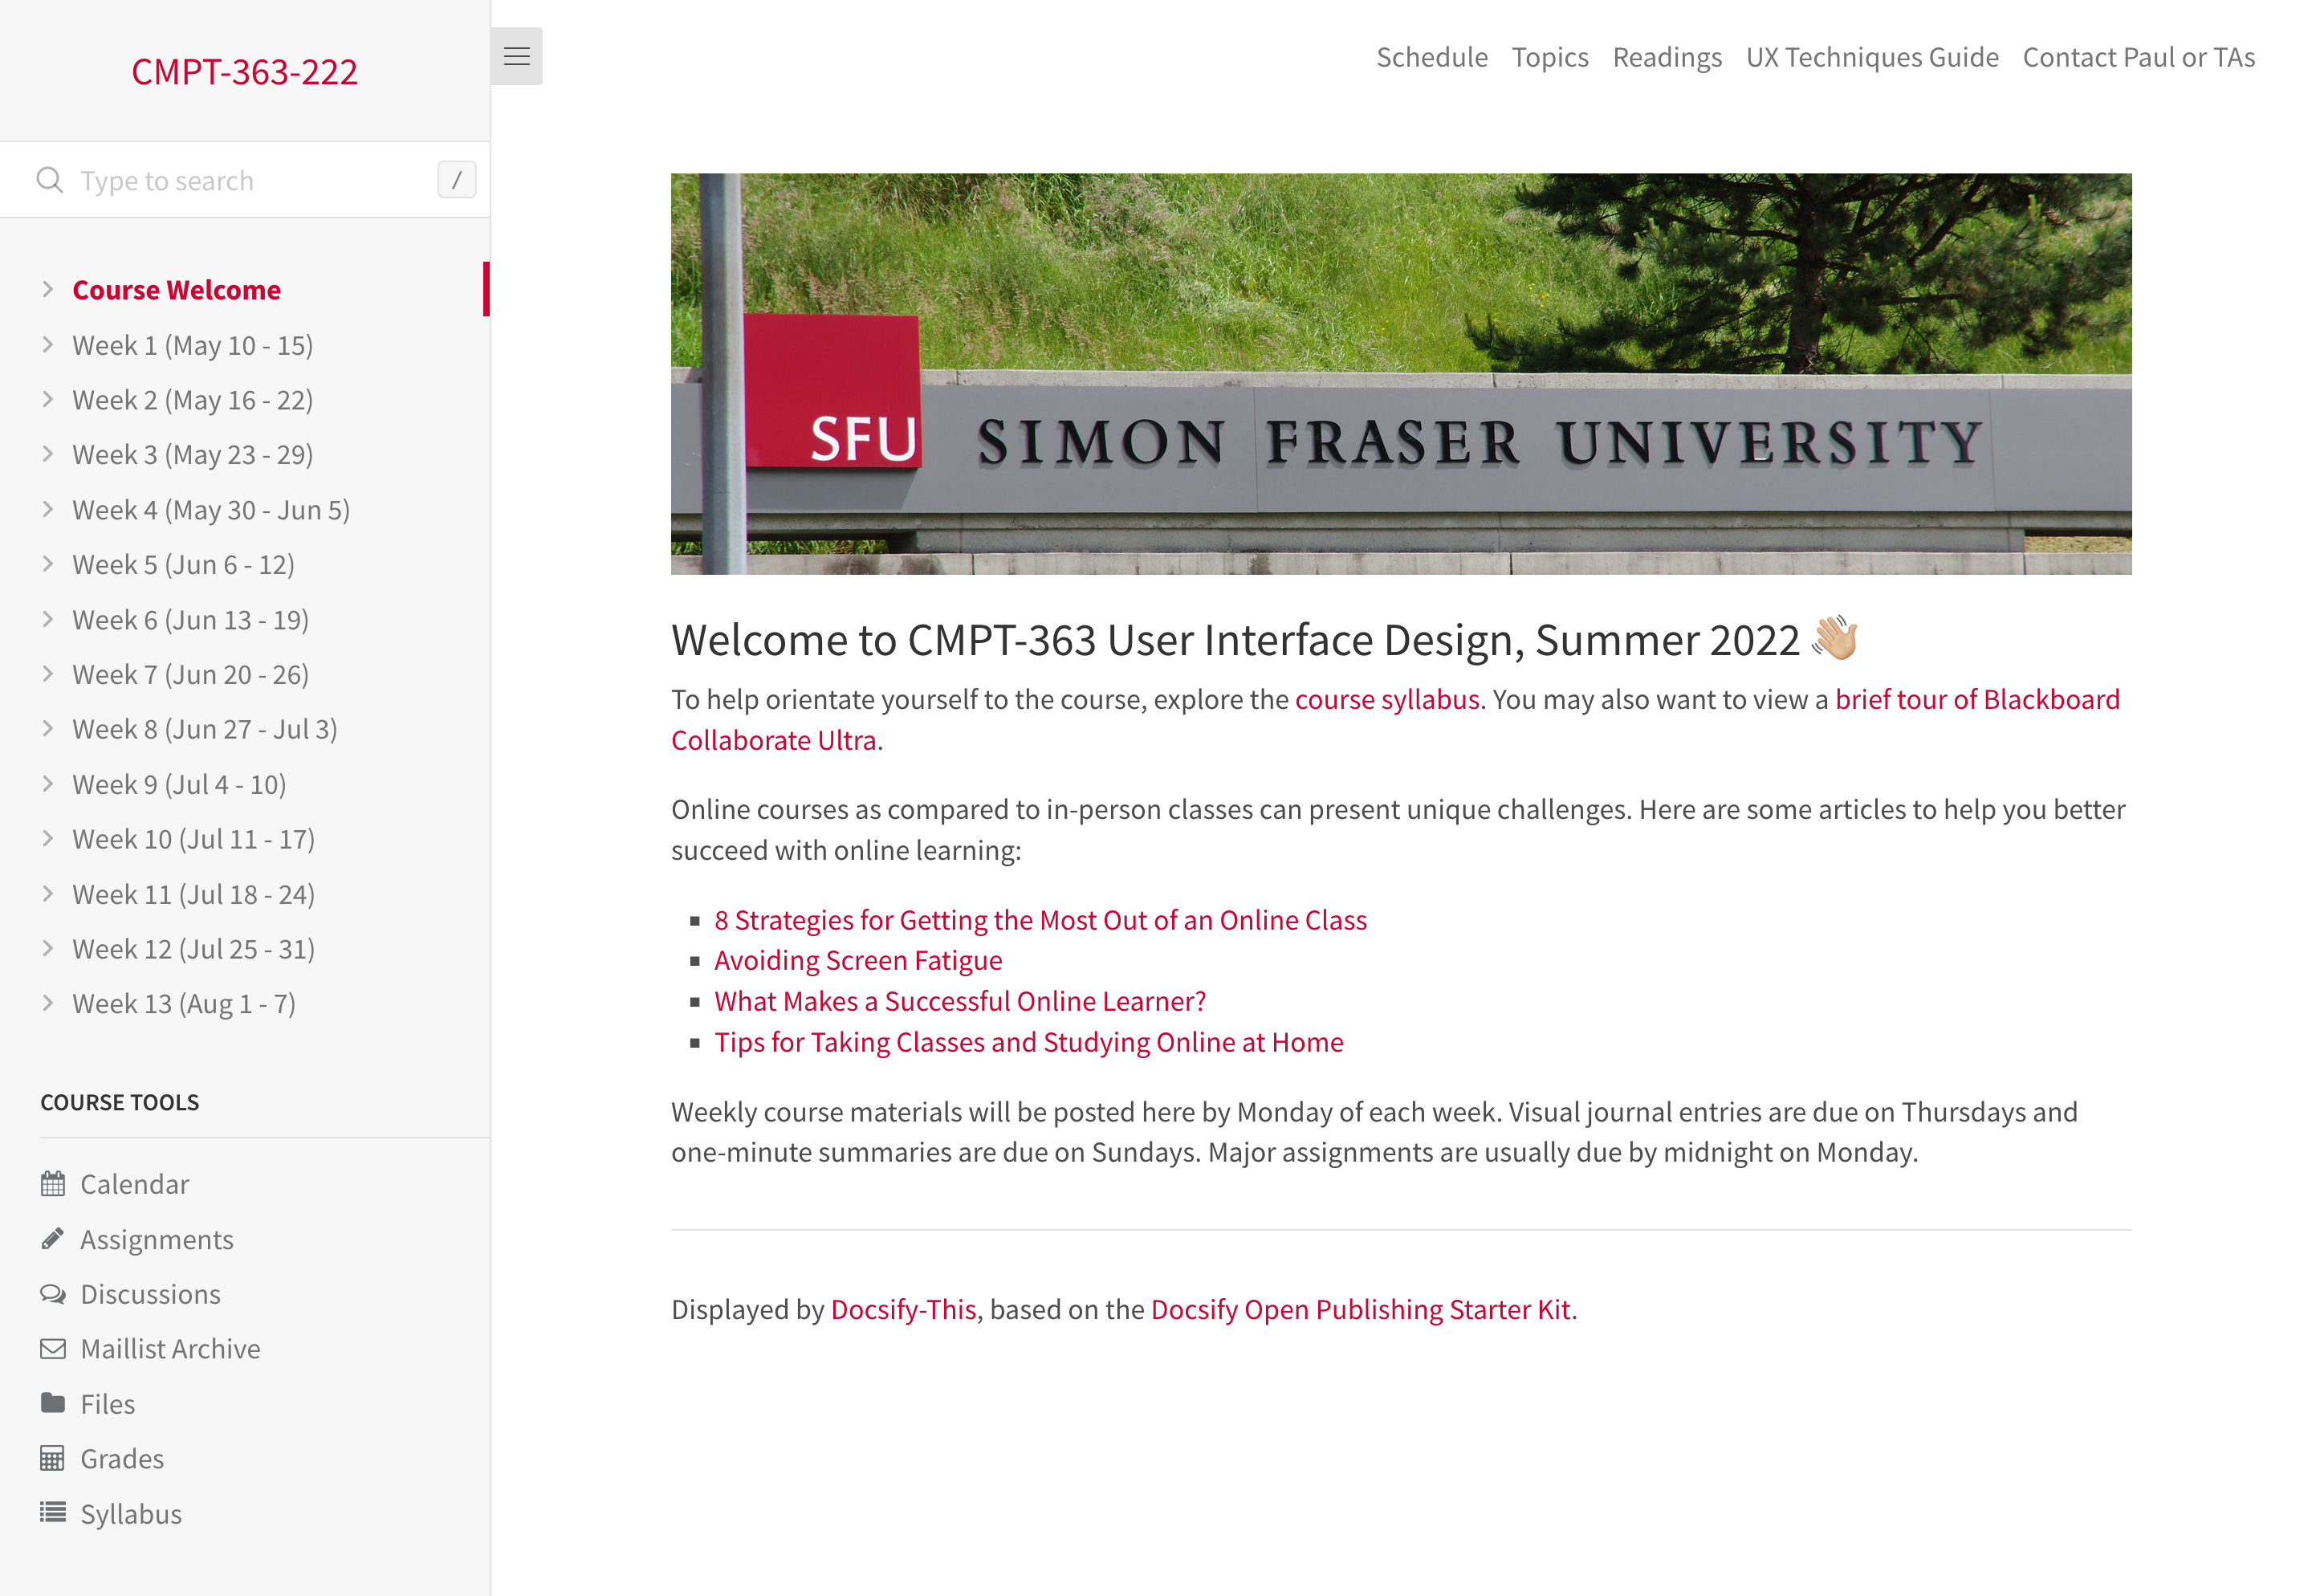 CMPT-363-222
Type to search
/
Course Welcome
Week 1 (May 10 - 15)
Week 2 (May 16 - 22)
Week 3 (May 23 - 29)
Week 4 (May 30 - Jun 5)
Week 5 (Jun 6 - 12)
Week 6 (Jun 13 - 19)
Week 7 (Jun 20 - 26)
Week 8 (Jun 27 - Jul 3)
Week 9 (Jul 4 - 10)
Week 10 (Jul 11 - 17)
Week 11 (Jul 18 - 24)
Week 12 (Jul 25 - 31)
Week 13 (Aug 1 - 7)
COURSE TOOLS
Calendar
Assignments
Discussions
Maillist Archive
Files
Grades
Syllabus
Schedule Topics Readings UX Techniques Guide Contact Paul or TAs
SFU SIMON FRASER UNIVERSITY
Welcome to CMPT-363 User Interface Design, Summer 2022 👋🏼
To help orientate yourself to the course, explore the course syllabus. You may also want to view a brief tour of Blackboard
Collaborate Ultra.
Online courses as compared to in-person classes can present unique challenges. Here are some articles to help you better
succeed with online learning:
▪ 8 Strategies for Getting the Most Out of an Online Class
▪ Avoiding Screen Fatigue
▪ What Makes a Successful Online Learner?
▪ Tips for Taking Classes and Studying Online at Home
Weekly course materials will be posted here by Monday of each week. Visual journal entries are due on Thursdays and
one-minute summaries are due on Sundays. Major assignments are usually due by midnight on Monday.
Displayed by Docsify-This, based on the Docsify Open Publishing Starter Kit.